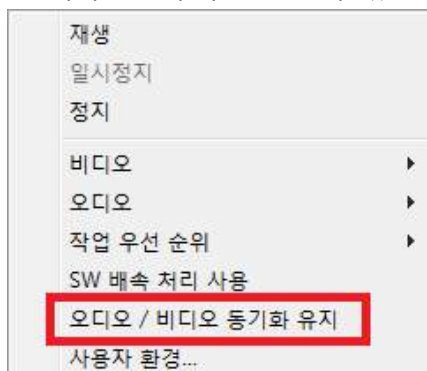 재생
일시정지
정지
비디오
오디오
작업 우선 순위
SW 배속 처리 사용
오디오 / 비디오 동기화 유지
사용자 환경...